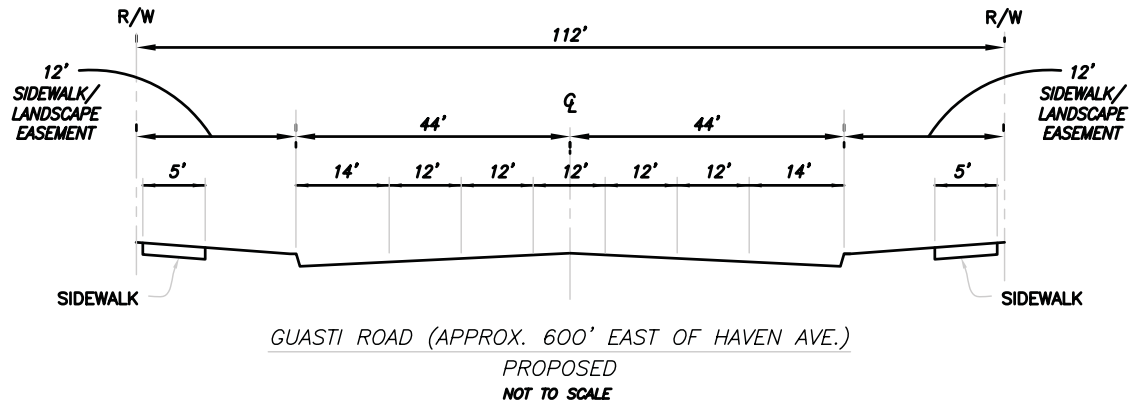 R/W
R/W
112'
12'
SIDEWALK/
LANDSCAPE
EASEMENT
12'
SIDEWALK/
LANDSCAPE
EASEMENT
℄
44'
44'
5'
14'
12'
12'
12'
12'
12'
14'
5'
SIDEWALK
SIDEWALK
GUASTI ROAD (APPROX. 600' EAST OF HAVEN AVE.)
PROPOSED
NOT TO SCALE